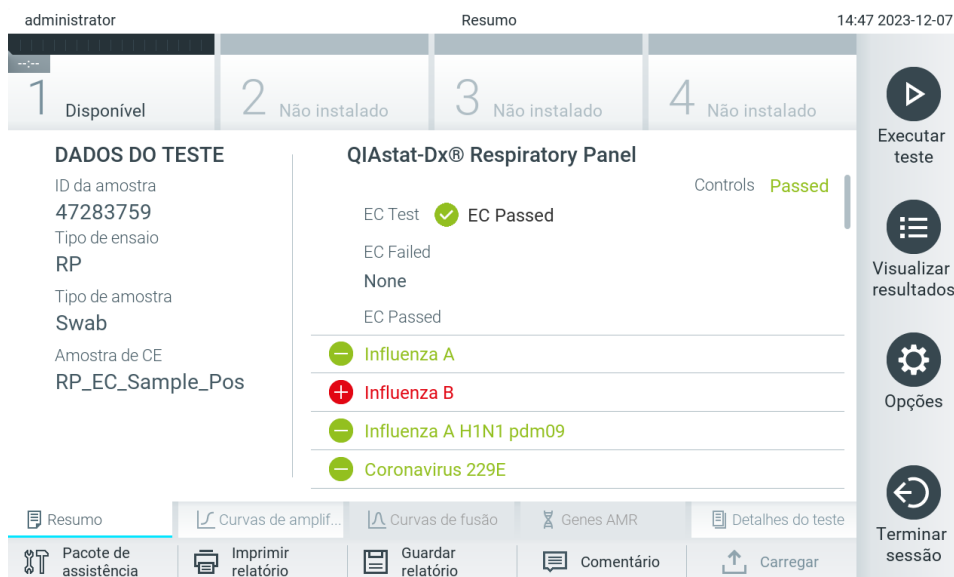 administrator
Resumo
14:47 2023-12-07
--:--
1 Disponível
2 Não instalado
3 Não instalado
4 Não instalado
DADOS DO TESTE
ID da amostra
47283759
Tipo de ensaio
RP
Tipo de amostra
Swab
Amostra de CE
RP_EC_Sample_Pos
QIAstat-Dx® Respiratory Panel
Controls Passed
EC Test EC Passed
EC Failed
None
EC Passed
Influenza A
Influenza B
Influenza A H1N1 pdm09
Coronavirus 229E
Executar
teste
Visualizar
resultados
Opções
Terminar
sessão
Resumo
Curvas de amplif...
Curvas de fusão
Genes AMR
Detalhes do teste
Pacote de
assistência
Imprimir
relatório
Guardar
relatório
Comentário
Carregar